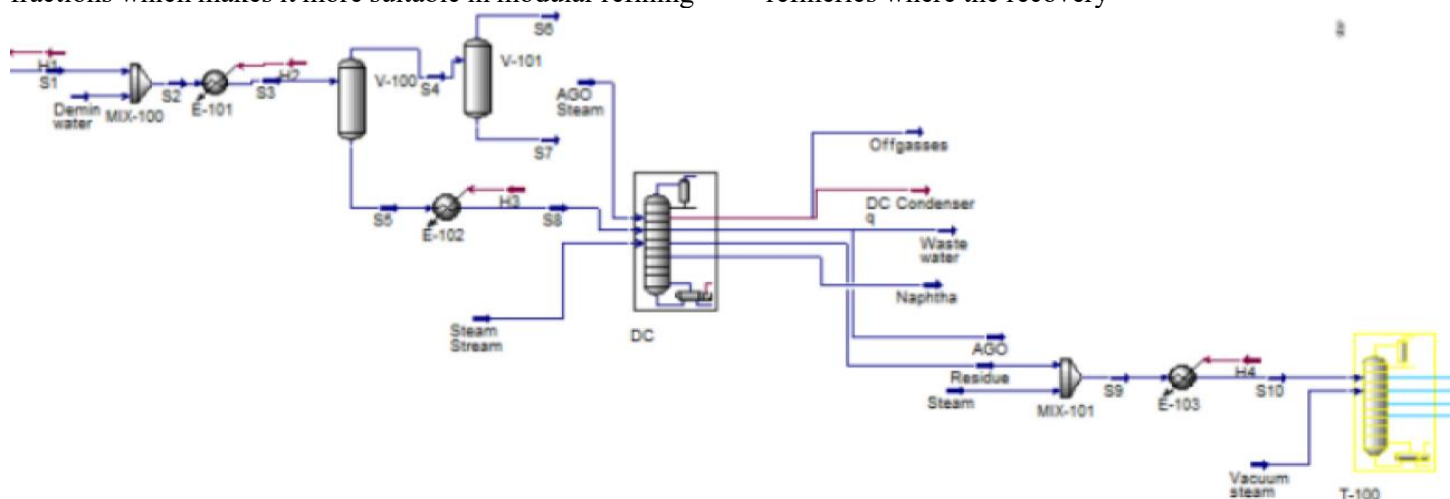 fractions which makes it more suitable in modular refining
refineries where the recovery
S6
V-101
H1
S1
H2
S2
S3
V-100
S4
AGO
Steam
Demin
water
MIX-100
E-101
Offgasses
S7
DC Condenser
q
S5
H3
S8
E-102
Waste
water
Naphtha
Steam
Stream
DC
AGO
Residue
H4
Steam
S9
S10
MIX-101
E-103
Vacuum
steam
T-100